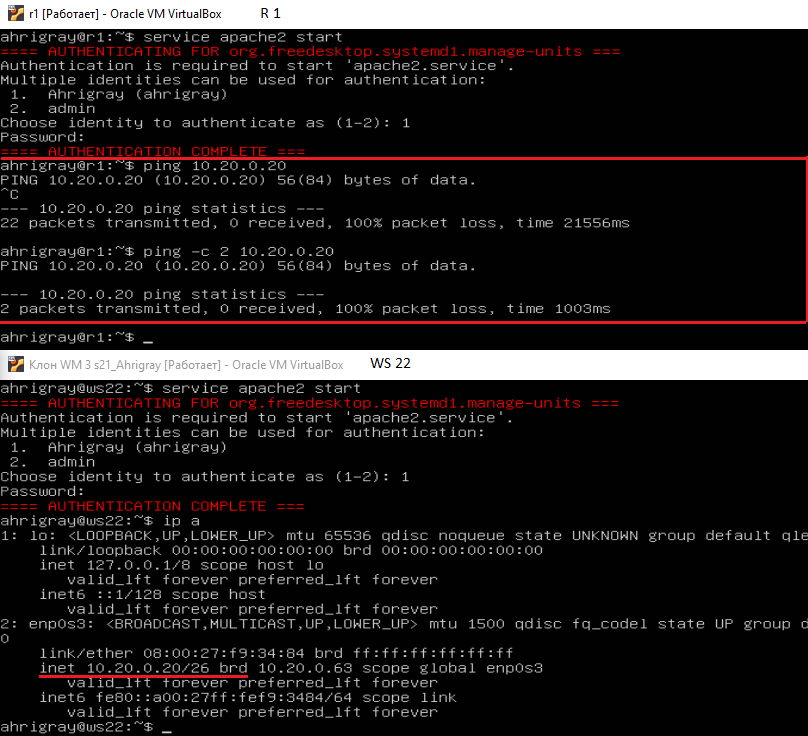 r1 [Работает] - Oracle VM VirtualBox R 1
ahrigray@r1:~$ service apache2 start
==== AUTHENTICATING FOR org.freedesktop.systemd1.manage-units ===
Authentication is required to start 'apache2.service'.
Multiple identities can be used for authentication:
 1.  Ahrigray (ahrigray)
 2.  admin
Choose identity to authenticate as (1-2): 1
Password:
==== AUTHENTICATION COMPLETE ===
ahrigray@r1:~$ ping 10.20.0.20
PING 10.20.0.20 (10.20.0.20) 56(84) bytes of data.
^C
--- 10.20.0.20 ping statistics ---
22 packets transmitted, 0 received, 100% packet loss, time 21556ms
ahrigray@r1:~$ ping -c 2 10.20.0.20
PING 10.20.0.20 (10.20.0.20) 56(84) bytes of data.
--- 10.20.0.20 ping statistics ---
2 packets transmitted, 0 received, 100% packet loss, time 1003ms
ahrigray@r1:~$ _
Клон WM 3 s21_Ahrigray [Работает] - Oracle VM VirtualBox WS 22
ahrigray@ws22:~$ service apache2 start
==== AUTHENTICATING FOR org.freedesktop.systemd1.manage-units ===
Authentication is required to start 'apache2.service'.
Multiple identities can be used for authentication:
 1.  Ahrigray (ahrigray)
 2.  admin
Choose identity to authenticate as (1-2): 1
Password:
==== AUTHENTICATION COMPLETE ===
ahrigray@ws22:~$ ip a
1: lo: <LOOPBACK,UP,LOWER_UP> mtu 65536 qdisc noqueue state UNKNOWN group default qle
    link/loopback 00:00:00:00:00:00 brd 00:00:00:00:00:00
    inet 127.0.0.1/8 scope host lo
       valid_lft forever preferred_lft forever
    inet6 ::1/128 scope host
       valid_lft forever preferred_lft forever
2: enp0s3: <BROADCAST,MULTICAST,UP,LOWER_UP> mtu 1500 qdisc fq_codel state UP group d
0
    link/ether 08:00:27:f9:34:84 brd ff:ff:ff:ff:ff:ff
    inet 10.20.0.20/26 brd 10.20.0.63 scope global enp0s3
       valid_lft forever preferred_lft forever
    inet6 fe80::a00:27ff:fef9:3484/64 scope link
       valid_lft forever preferred_lft forever
ahrigray@ws22:~$ _